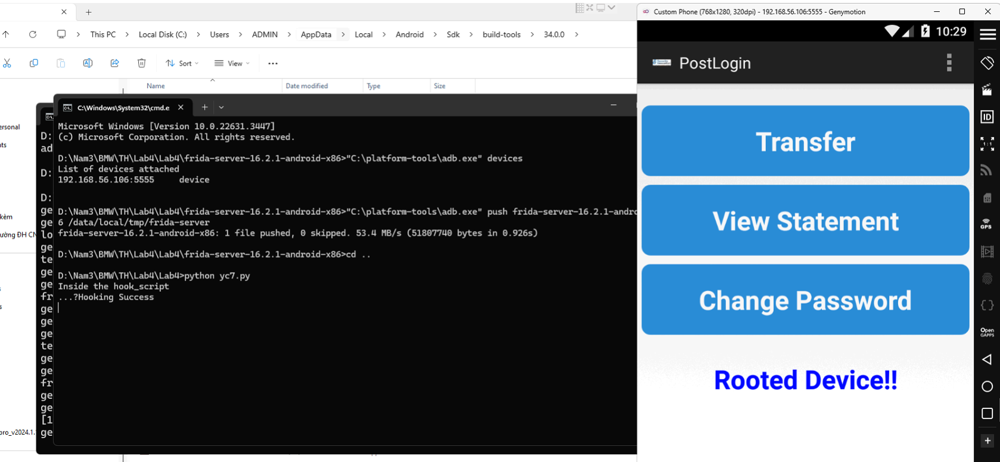 This PC > Local Disk (C:) > Users > ADMIN > AppData > Local > Android > Sdk > build-tools > 34.0.0 >
Sort
View
Name
Date modified
Type
Size
ersonal
nts
kèm
ường ĐH CN
pro_v2024.1.
D:
ad
D:
D:
ge
ge
lo
ge
te
ge
ge
fr
ge
ge
ge
te
ge
ge
fr
ge
ge
[1
ge
C:\Windows\System32\cmd.e
Microsoft Windows [Version 10.0.22631.3447]
(c) Microsoft Corporation. All rights reserved.
D:\Nam3\BMW\TH\Lab4\Lab4\frida-server-16.2.1-android-x86>"C:\platform-tools\adb.exe" devices
List of devices attached
192.168.56.106:5555     device
D:\Nam3\BMW\TH\Lab4\Lab4\frida-server-16.2.1-android-x86>"C:\platform-tools\adb.exe" push frida-server-16.2.1-andro
6 /data/local/tmp/frida-server
frida-server-16.2.1-android-x86: 1 file pushed, 0 skipped. 53.4 MB/s (51807740 bytes in 0.926s)
D:\Nam3\BMW\TH\Lab4\Lab4\frida-server-16.2.1-android-x86>cd ..
D:\Nam3\BMW\TH\Lab4\Lab4>python yc7.py
Inside the hook_script
...?Hooking Success
Custom Phone (768x1280, 320dpi) - 192.168.56.106:5555 - Genymotion
10:29
PostLogin
Transfer
View Statement
Change Password
Rooted Device!!
ID
1:1
GPS
Open
GAPPS